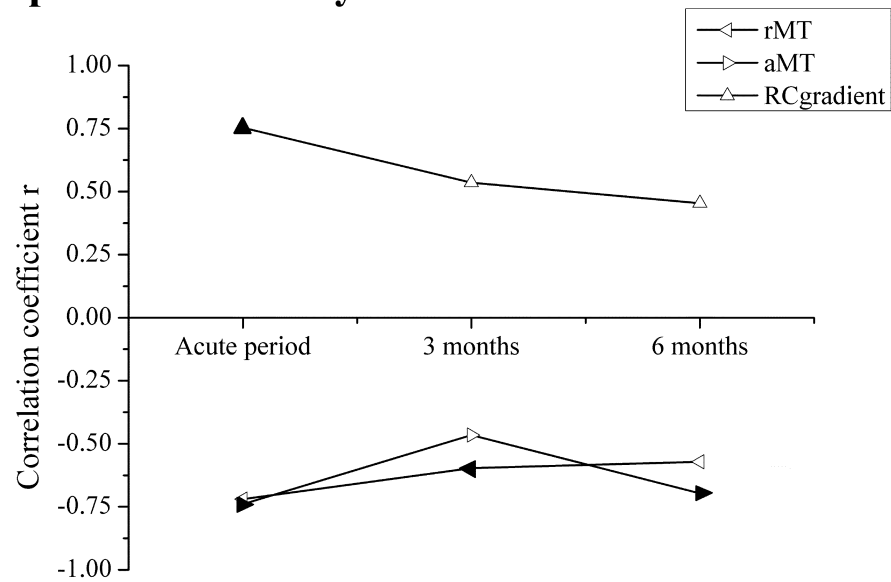 rMT
aMT
RCgradient
1.00
0.75
0.50
0.25
0.00
-0.25
-0.50
-0.75
-1.00
Correlation coefficient r
Acute period 3 months 6 months